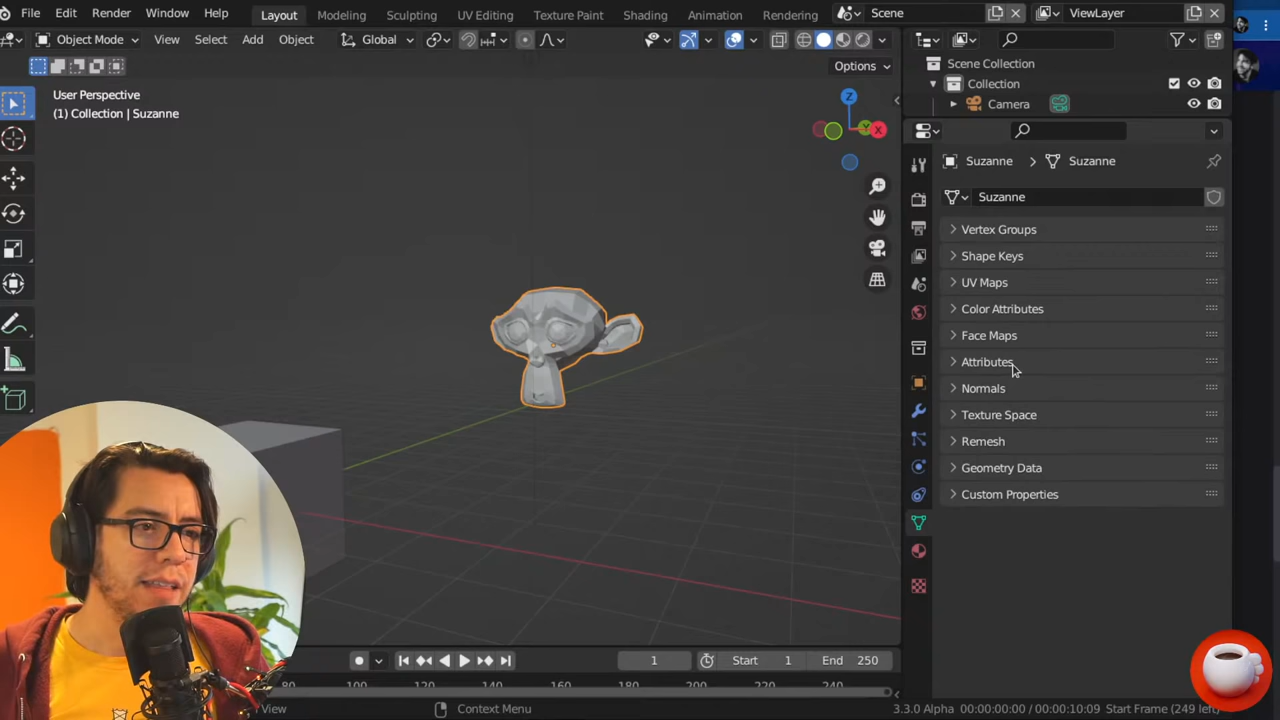 File Edit Render Window Help Layout Modeling Sculpting UV Editing Texture Paint Shading Animation Rendering Scene ViewLayer
Object Mode View Select Add Object Global
Options
User Perspective
(1) Collection | Suzanne
Z
Y
X
Scene Collection
Collection
Camera
Suzanne > Suzanne
Suzanne
Vertex Groups
Shape Keys
UV Maps
Color Attributes
Face Maps
Attributes
Normals
Texture Space
Remesh
Geometry Data
Custom Properties
1 Start 1 End 250
80 100 120 140 160 180 200 220 240
View Context Menu 3.3.0 Alpha 00:00:00:00 / 00:00:10:09 Start Frame (249 left)